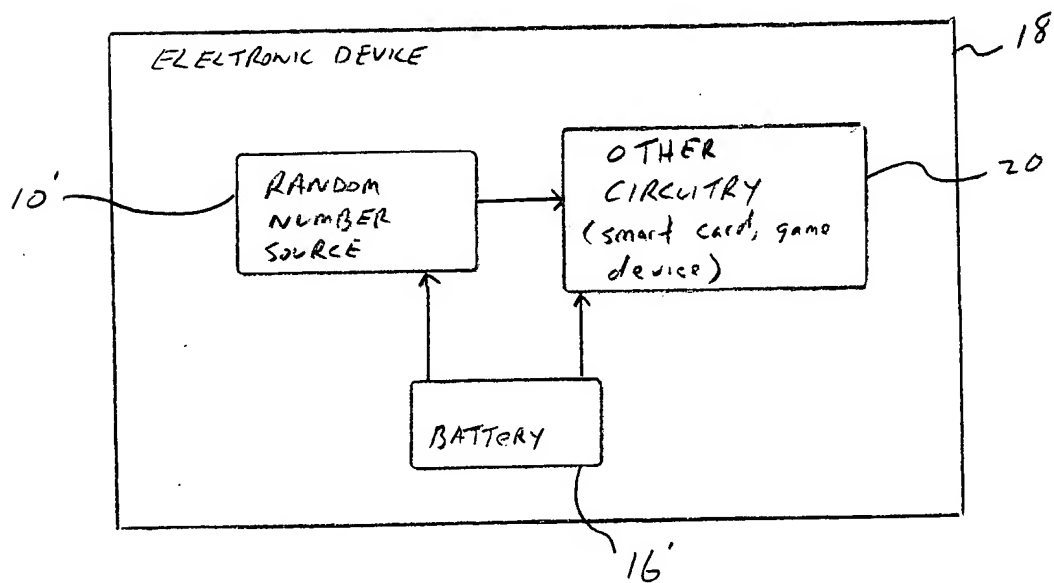 ELECTRONIC DEVICE
18
10'
RANDOM
NUMBER
SOURCE
OTHER
CIRCUITRY
(smart card, game
device)
20
BATTERY
16'